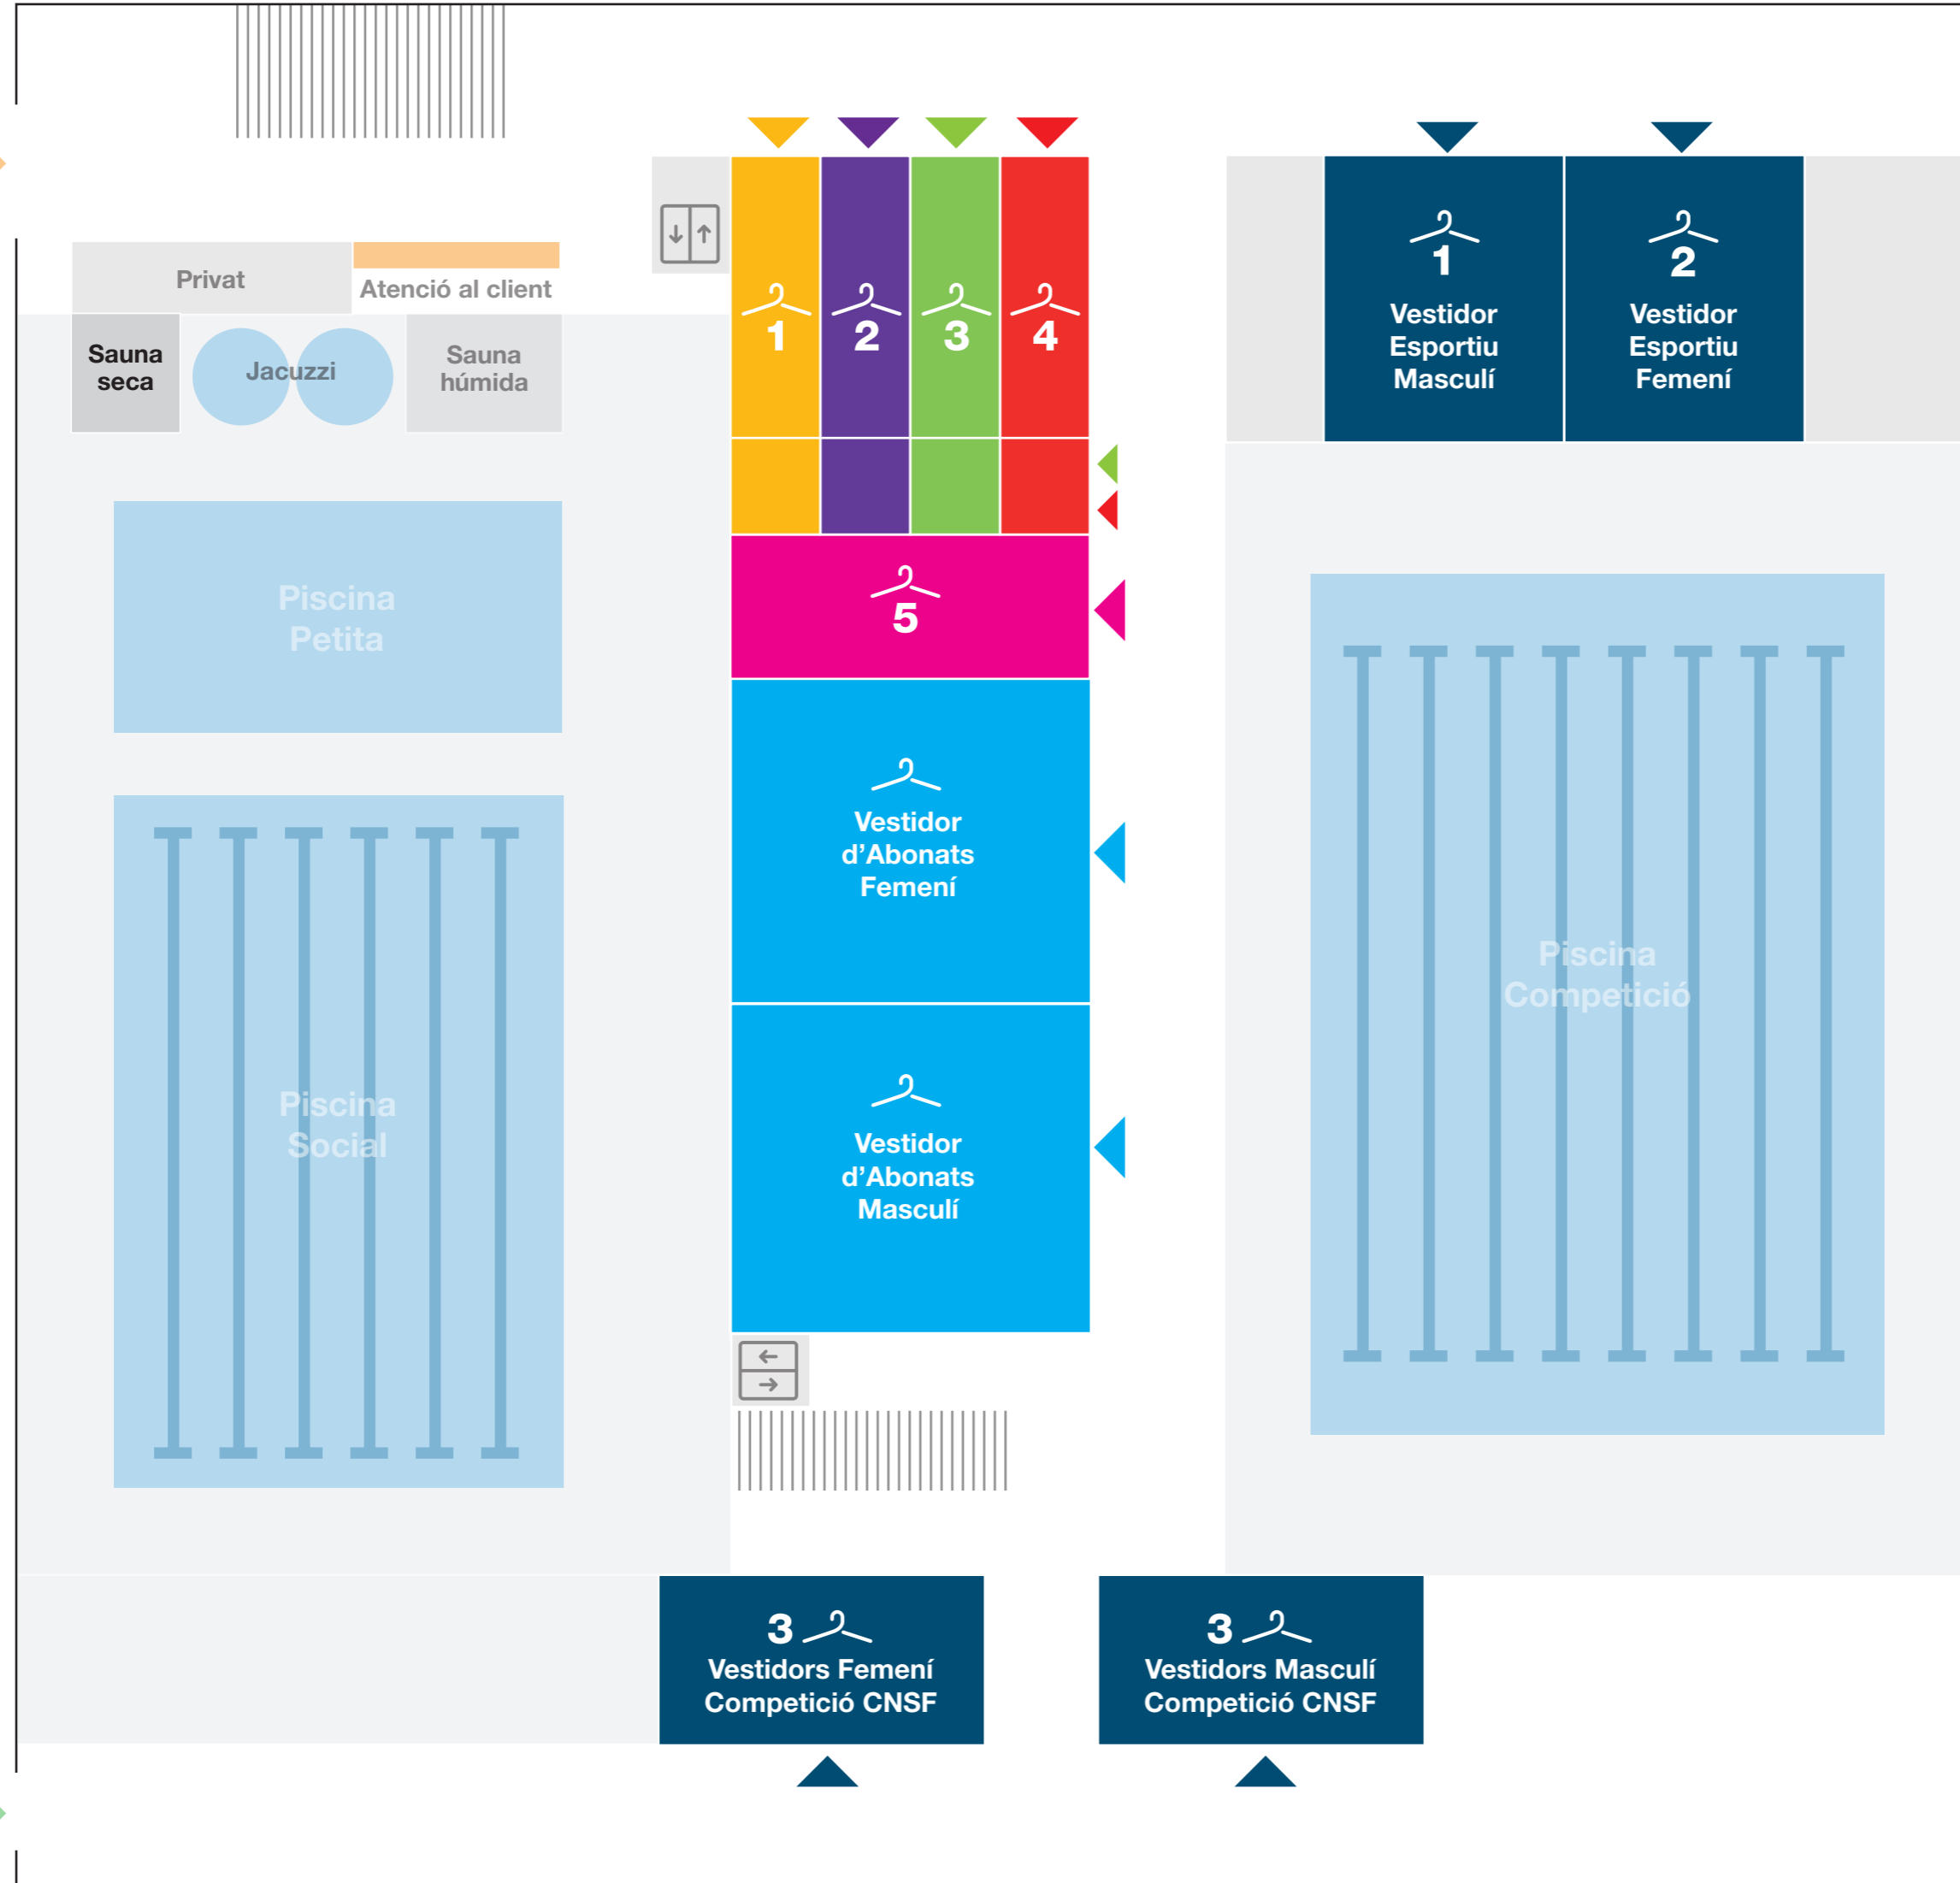 Privat
Atenció al client
Sauna
seca
Jacuzzi
Sauna
húmida
Piscina
Petita
Piscina
Social
1
2
3
4
5
Vestidor
d’Abonats
Femení
Vestidor
d’Abonats
Masculí
1
Vestidor
Esportiu
Masculí
2
Vestidor
Esportiu
Femení
Piscina
Competició
3
Vestidors Femení
Competició CNSF
3
Vestidors Masculí
Competició CNSF